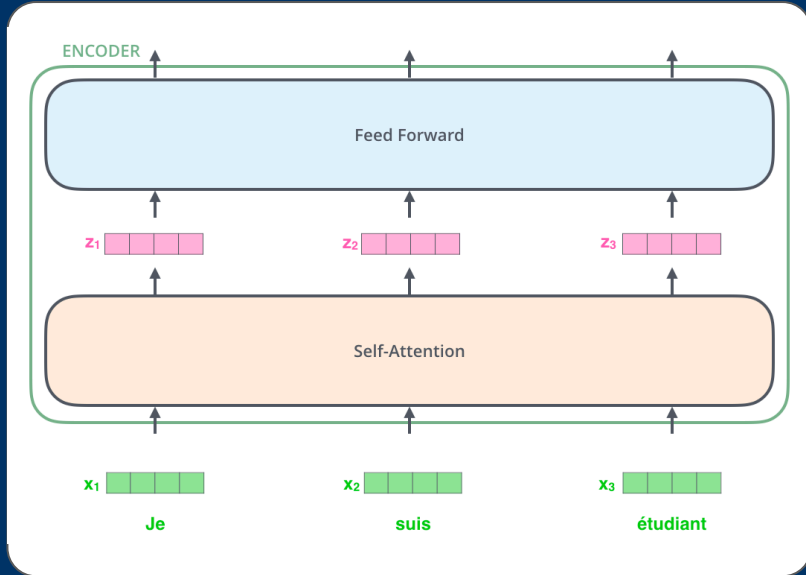 ENCODER
Feed Forward
z₁ z₂ z₃
Self-Attention
x₁ x₂ x₃
Je suis étudiant